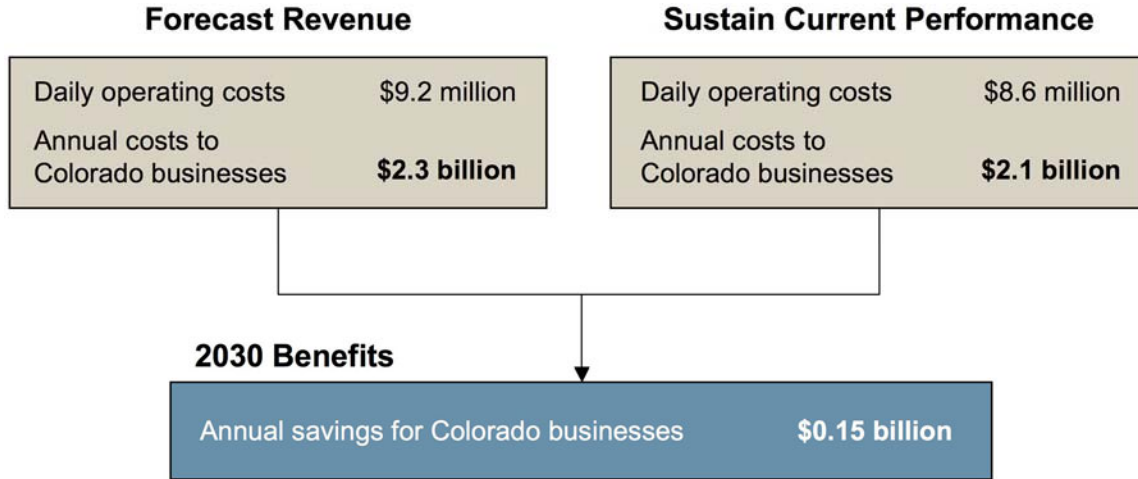 Forecast Revenue
Daily operating costs $9.2 million
Annual costs to
Colorado businesses $2.3 billion
Sustain Current Performance
Daily operating costs $8.6 million
Annual costs to
Colorado businesses $2.1 billion
2030 Benefits
Annual savings for Colorado businesses $0.15 billion